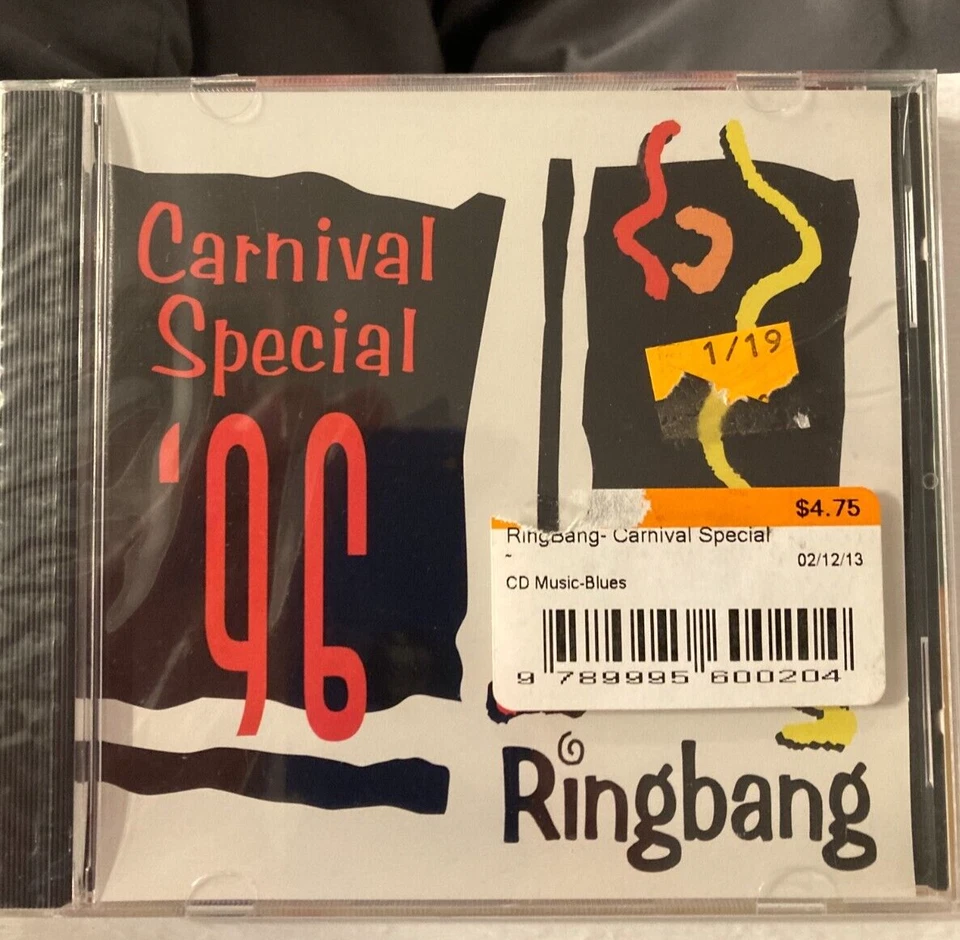 Carnival
Special
'96
1/19
$4.75
RingBang- Carnival Special
~
02/12/13
CD Music-Blues
9 789995 600204
Ringbang